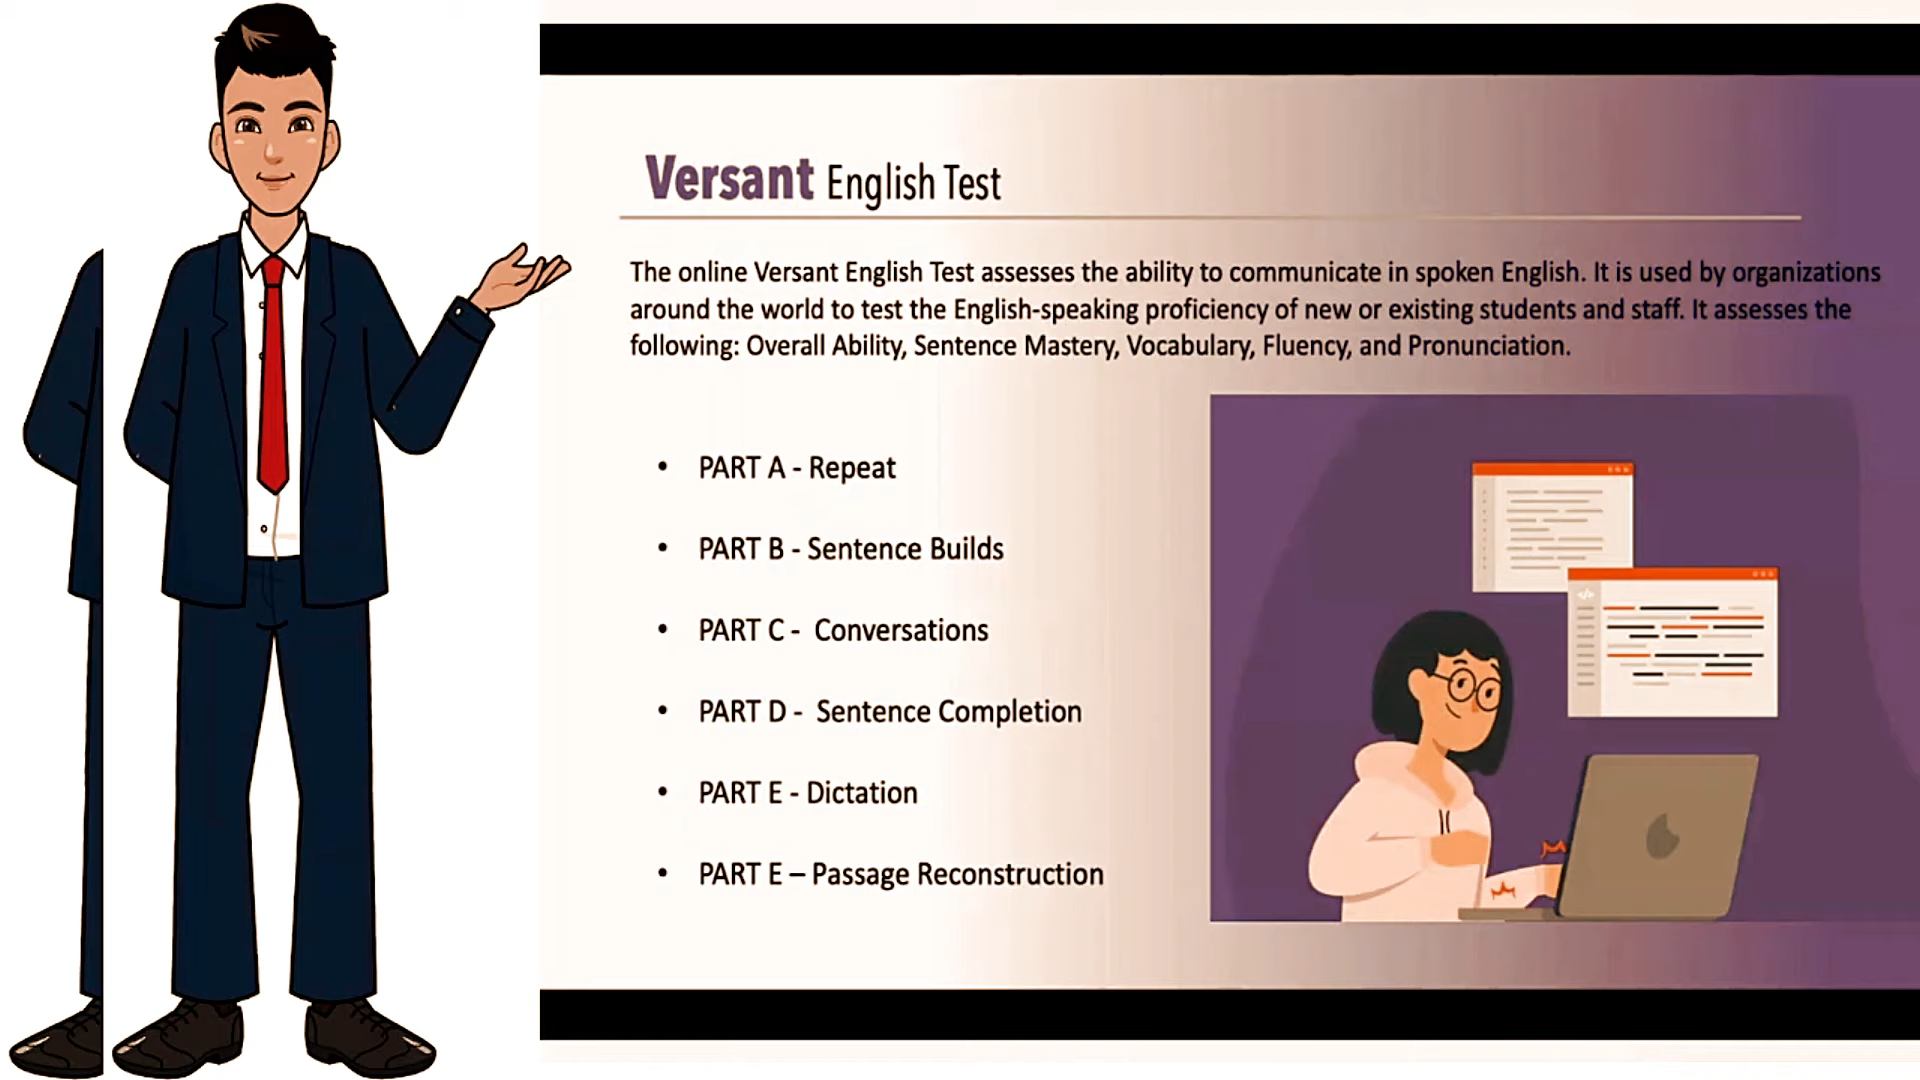 Versant English Test
The online Versant English Test assesses the ability to communicate in spoken English. It is used by organizations
around the world to test the English-speaking proficiency of new or existing students and staff. It assesses the
following: Overall Ability, Sentence Mastery, Vocabulary, Fluency, and Pronunciation.
• PART A - Repeat
• PART B - Sentence Builds
• PART C - Conversations
• PART D - Sentence Completion
• PART E - Dictation
• PART E – Passage Reconstruction